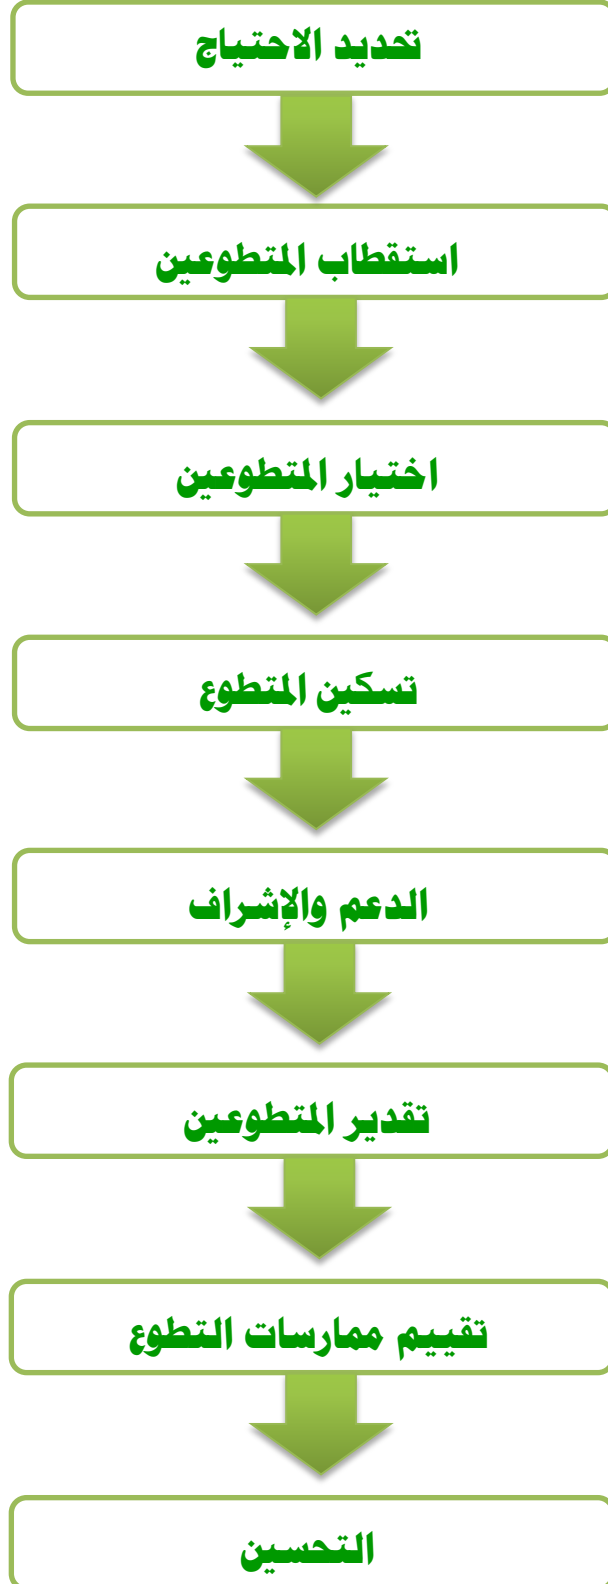 تحديد الاحتياج
استقطاب المتطوعين
اختيار المتطوعين
تسكين المتطوع
الدعم والإشراف
تقدير المتطوعين
تقييم ممارسات التطوع
التحسين